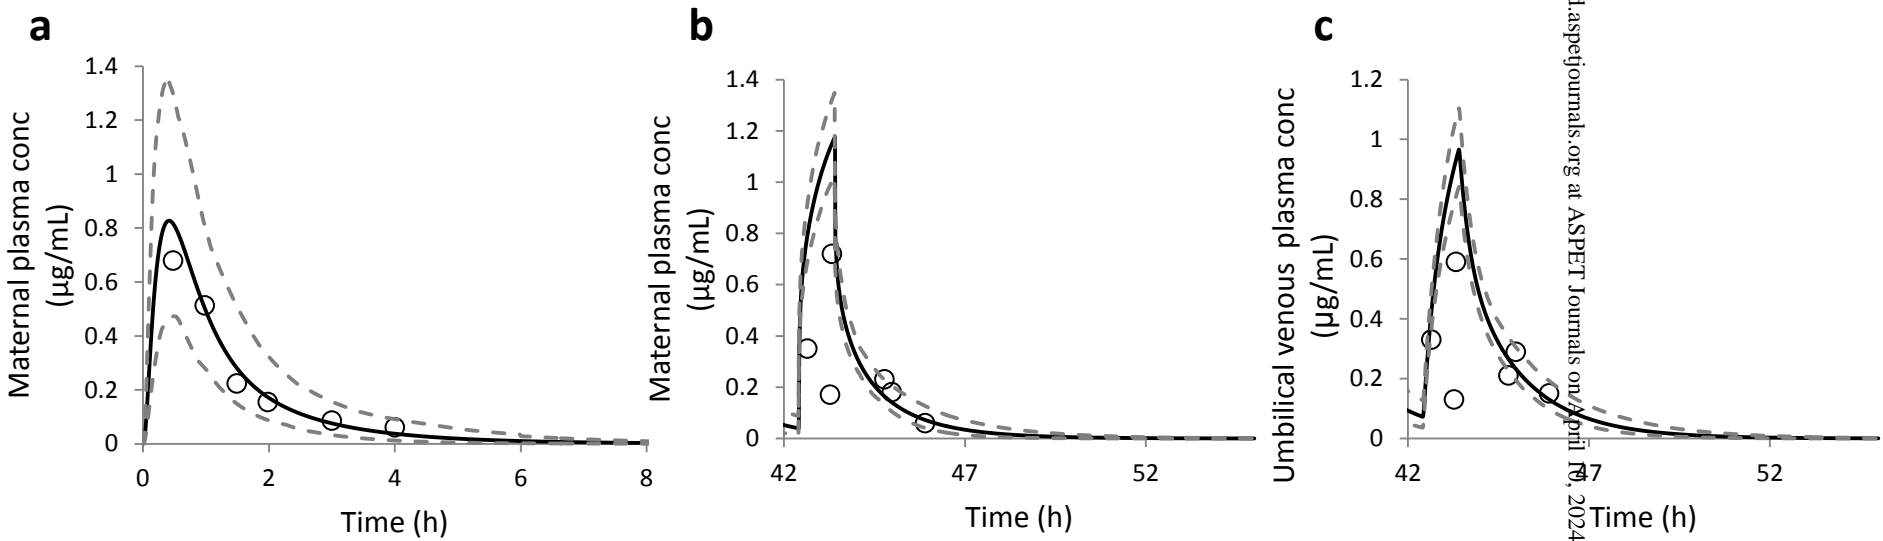 a
Maternal plasma conc
(µg/mL)
1.4
1.2
1
0.8
0.6
0.4
0.2
0
0 2 4 6 8
Time (h)
b
Maternal plasma conc
(µg/mL)
1.4
1.2
1
0.8
0.6
0.4
0.2
0
42 47 52
Time (h)
c
Umbilical venous plasma conc
(µg/mL)
1.2
1
0.8
0.6
0.4
0.2
0
42 47 52
Time (h)
.aspetjournals.org at ASPET Journals on April 10, 2024